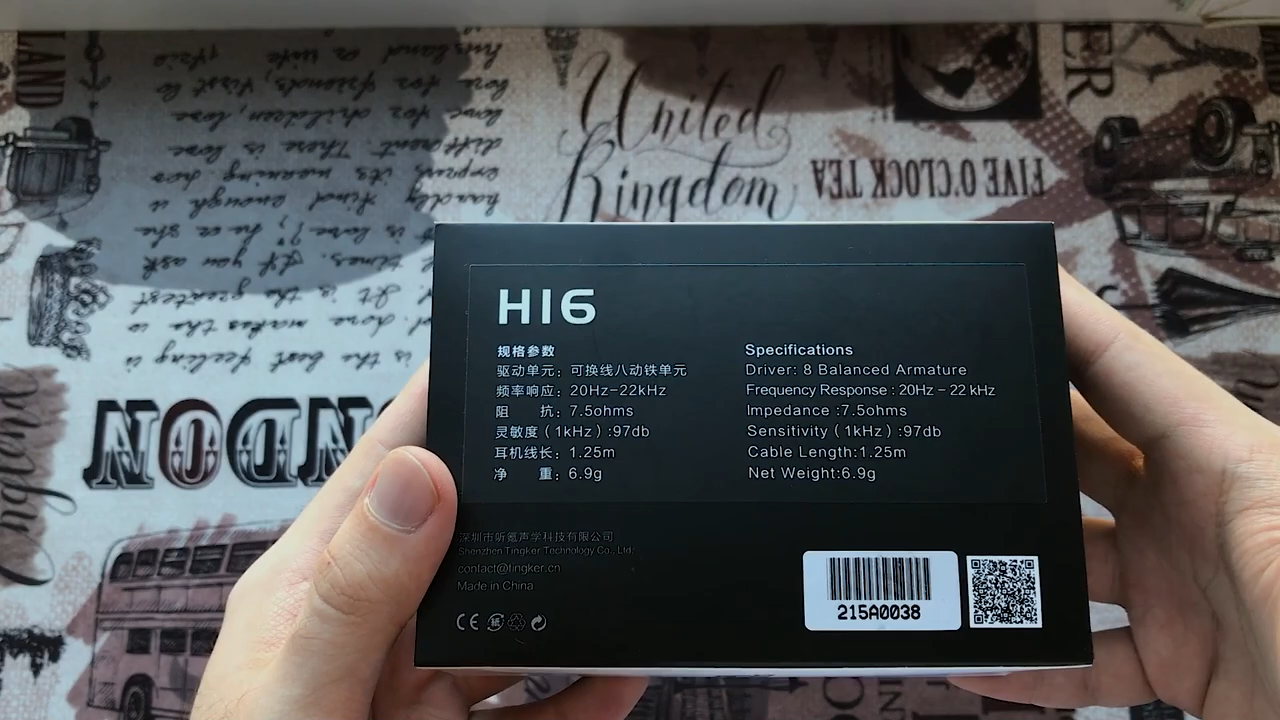 United
Kingdom
FIVE O'CLOCK TEA
H16
规格参数
驱动单元：可换线八动铁单元
频率响应：20Hz-22kHz
阻 抗：7.5ohms
灵敏度（1kHz）:97db
耳机线长：1.25m
净 重：6.9g
Specifications
Driver: 8 Balanced Armature
Frequency Response : 20Hz – 22 kHz
Impedance :7.5ohms
Sensitivity ( 1kHz ) :97db
Cable Length:1.25m
Net Weight:6.9g
深圳市听氪声学科技有限公司
Shenzhen Tingker Technology Co., Ltd.
contact@tingker.cn
Made in China
CE
215A0038